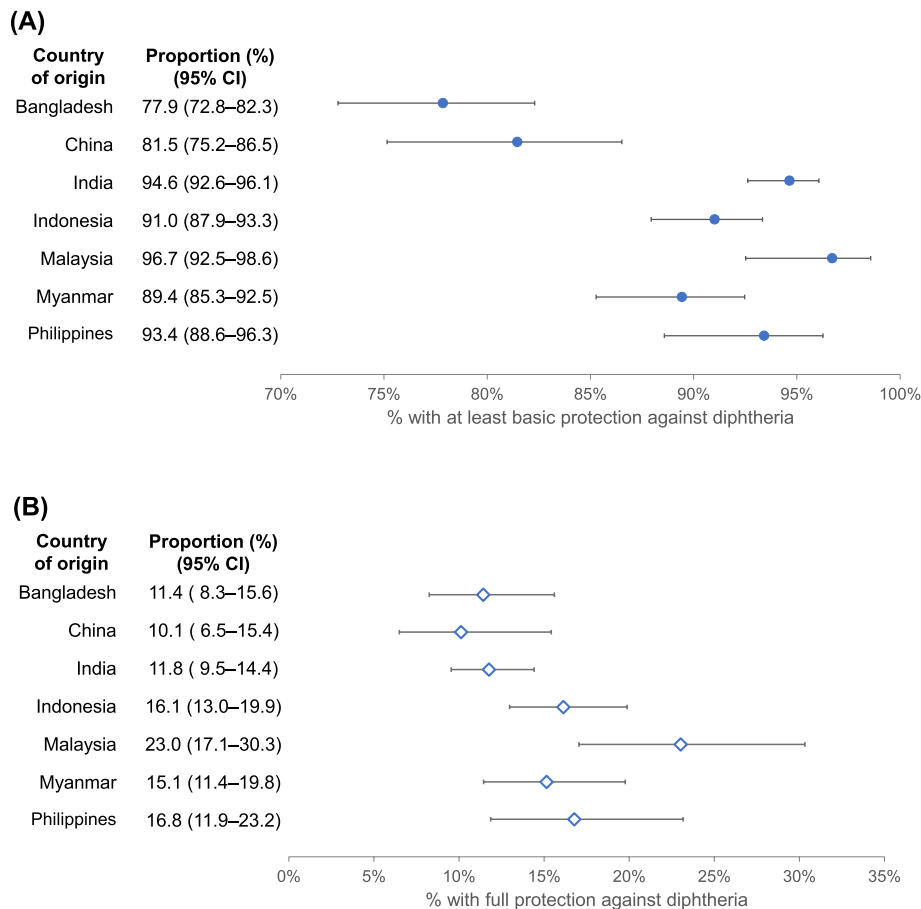 (A)
Country of origin Proportion (%) (95% CI)
Bangladesh 77.9 (72.8–82.3)
China 81.5 (75.2–86.5)
India 94.6 (92.6–96.1)
Indonesia 91.0 (87.9–93.3)
Malaysia 96.7 (92.5–98.6)
Myanmar 89.4 (85.3–92.5)
Philippines 93.4 (88.6–96.3)
70% 75% 80% 85% 90% 95% 100%
% with at least basic protection against diphtheria
(B)
Country of origin Proportion (%) (95% CI)
Bangladesh 11.4 ( 8.3–15.6)
China 10.1 ( 6.5–15.4)
India 11.8 ( 9.5–14.4)
Indonesia 16.1 (13.0–19.9)
Malaysia 23.0 (17.1–30.3)
Myanmar 15.1 (11.4–19.8)
Philippines 16.8 (11.9–23.2)
0% 5% 10% 15% 20% 25% 30% 35%
% with full protection against diphtheria